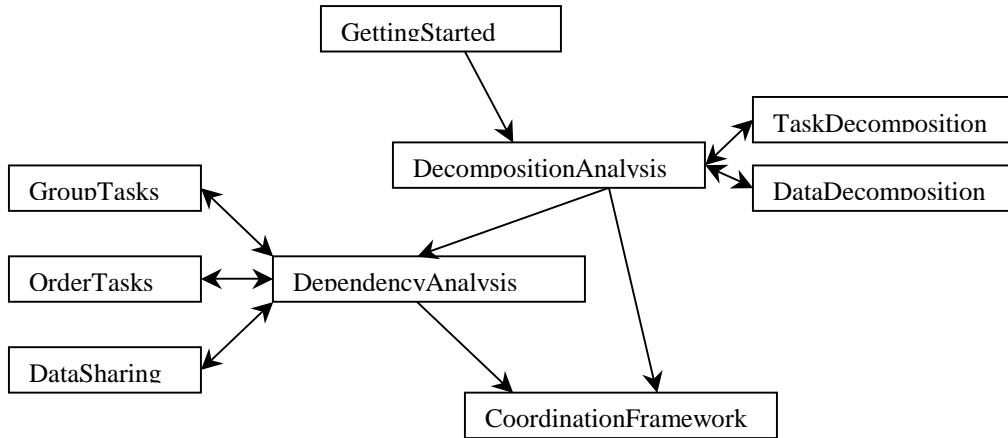 GettingStarted
TaskDecomposition
DecompositionAnalysis
DataDecomposition
GroupTasks
OrderTasks
DependencyAnalysis
DataSharing
CoordinationFramework